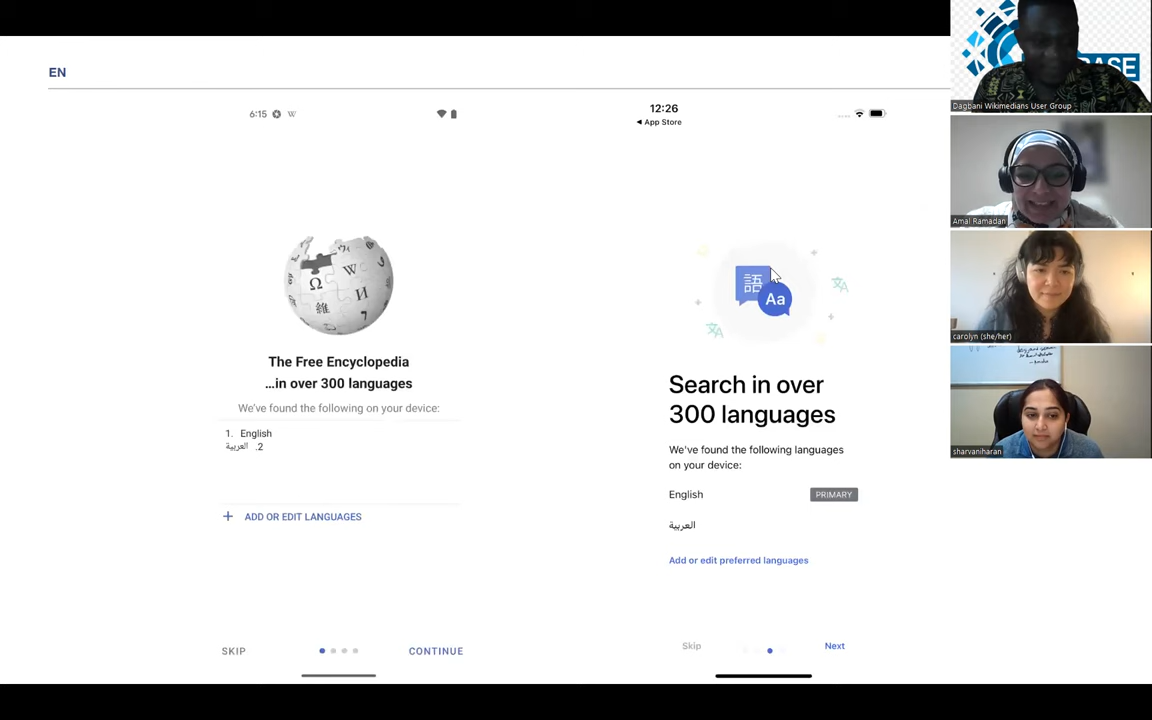 EN
6:15 W
The Free Encyclopedia
...in over 300 languages
We've found the following on your device:
1. English
2. العربية
+ ADD OR EDIT LANGUAGES
SKIP
CONTINUE
12:26
◀ App Store
語
Aa
Search in over
300 languages
We've found the following languages
on your device:
English
PRIMARY
العربية
Add or edit preferred languages
Skip
Next
Dagbani Wikimedians User Group
Amal Ramadan
carolyn (she/her)
sharvaniharan